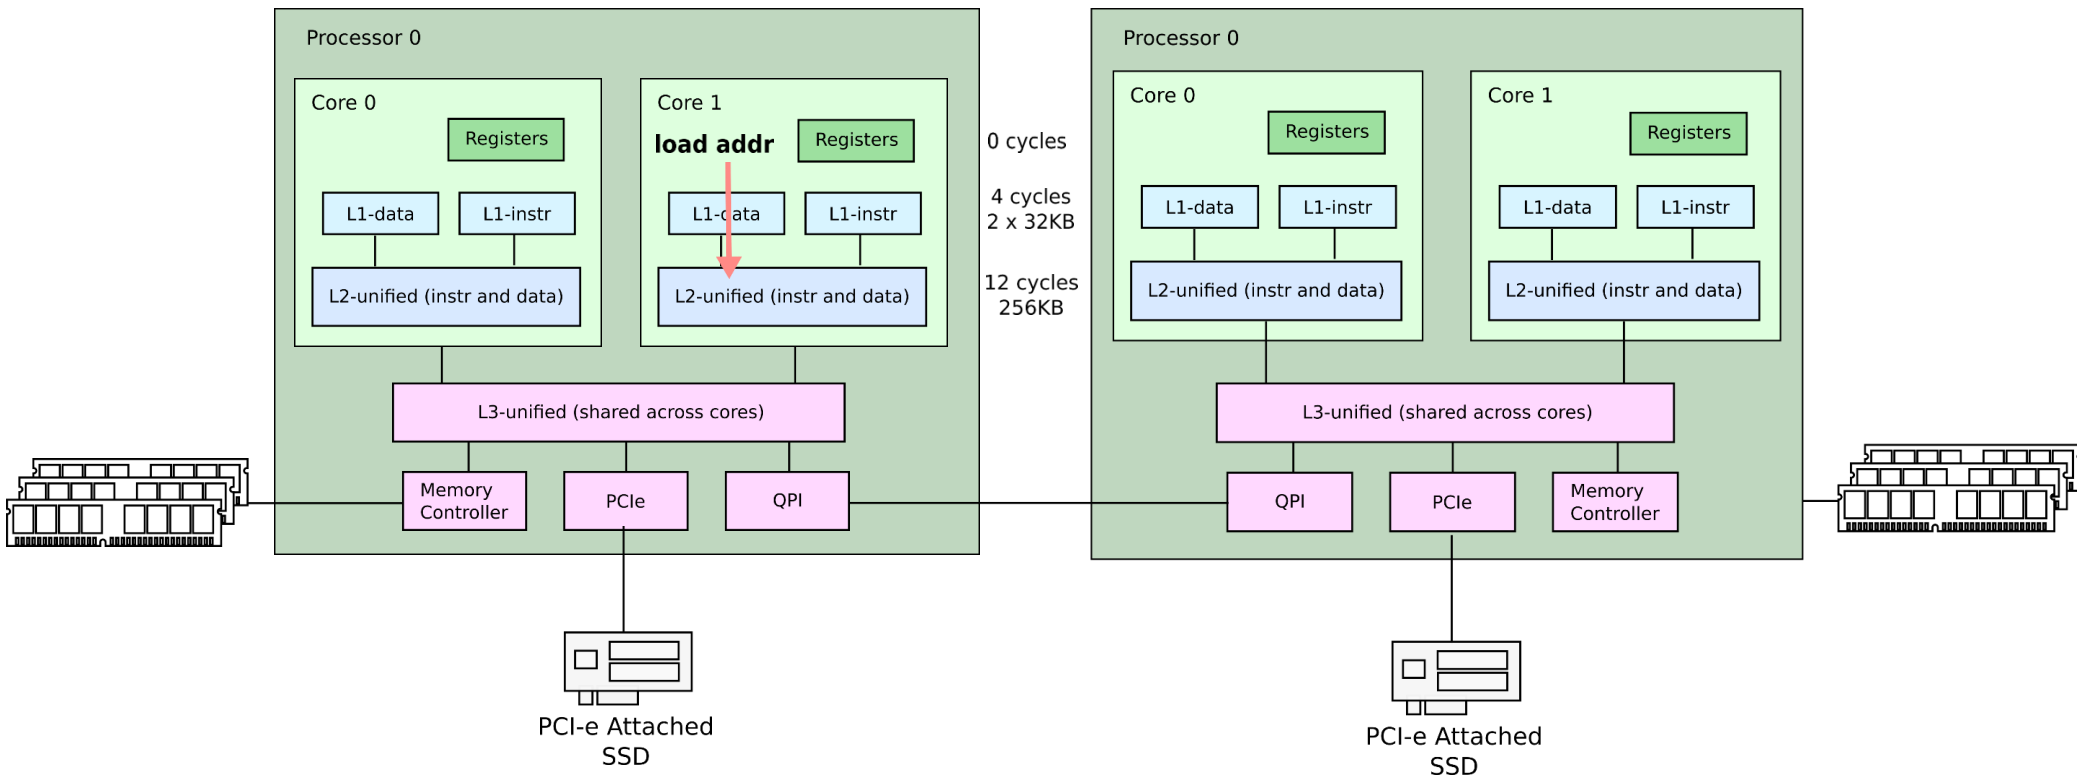 Processor 0
Core 0
Registers
L1-data
L1-instr
L2-unified (instr and data)
Core 1
load addr
Registers
L1-data
L1-instr
L2-unified (instr and data)
L3-unified (shared across cores)
Memory
Controller
PCIe
QPI
PCI-e Attached
SSD
0 cycles
4 cycles
2 x 32KB
12 cycles
256KB
Processor 0
Core 0
Registers
L1-data
L1-instr
L2-unified (instr and data)
Core 1
Registers
L1-data
L1-instr
L2-unified (instr and data)
L3-unified (shared across cores)
QPI
PCIe
Memory
Controller
PCI-e Attached
SSD